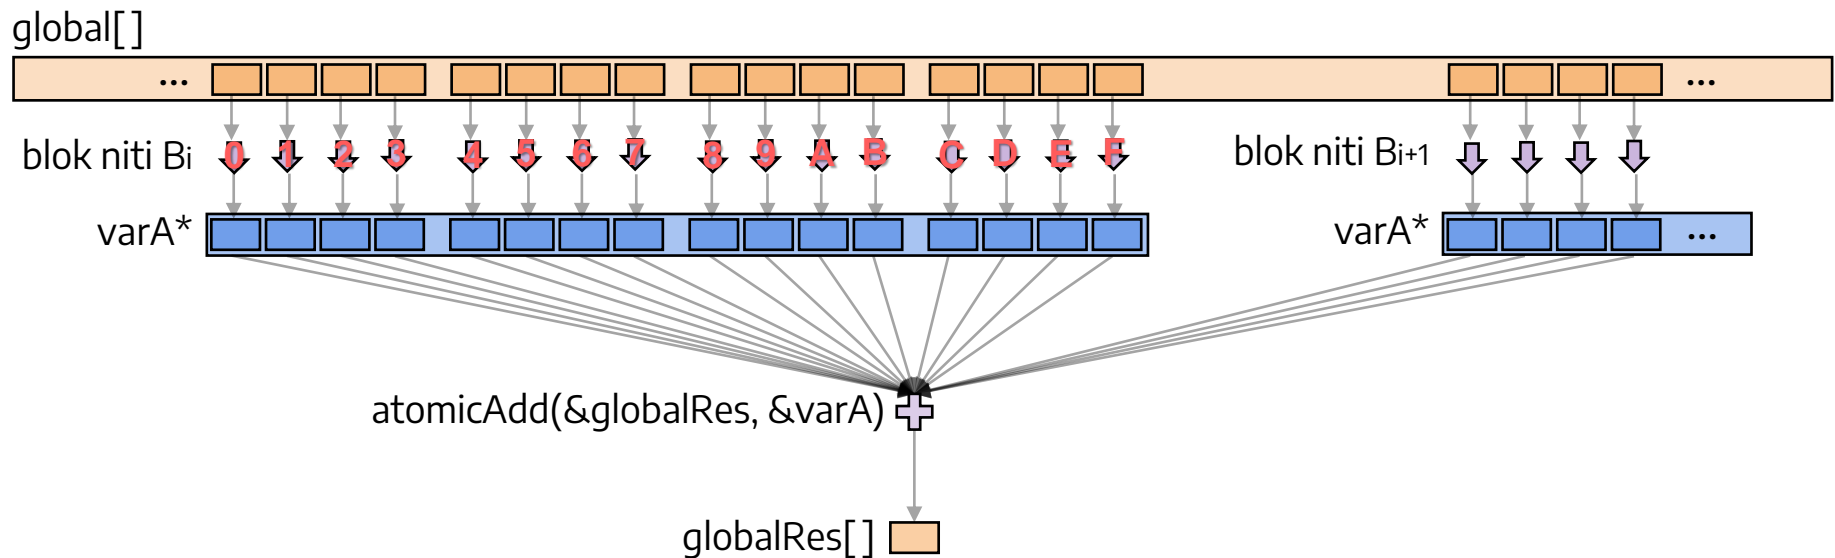 global[]
... ...
blok niti Bi 0 1 2 3 4 5 6 7 8 9 A B C D E F blok niti Bi+1
varA* varA* ...
atomicAdd(&globalRes, &varA)
globalRes[]